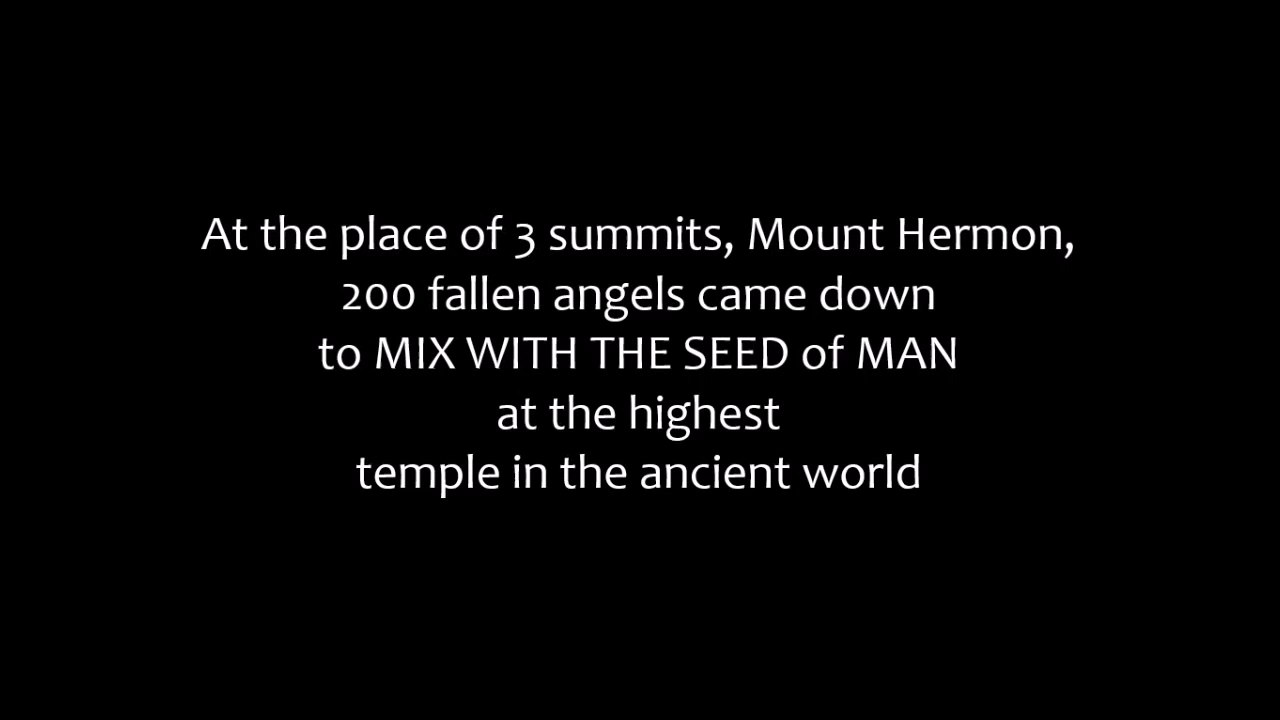 At the place of 3 summits, Mount Hermon,
200 fallen angels came down
to MIX WITH THE SEED of MAN
at the highest
temple in the ancient world